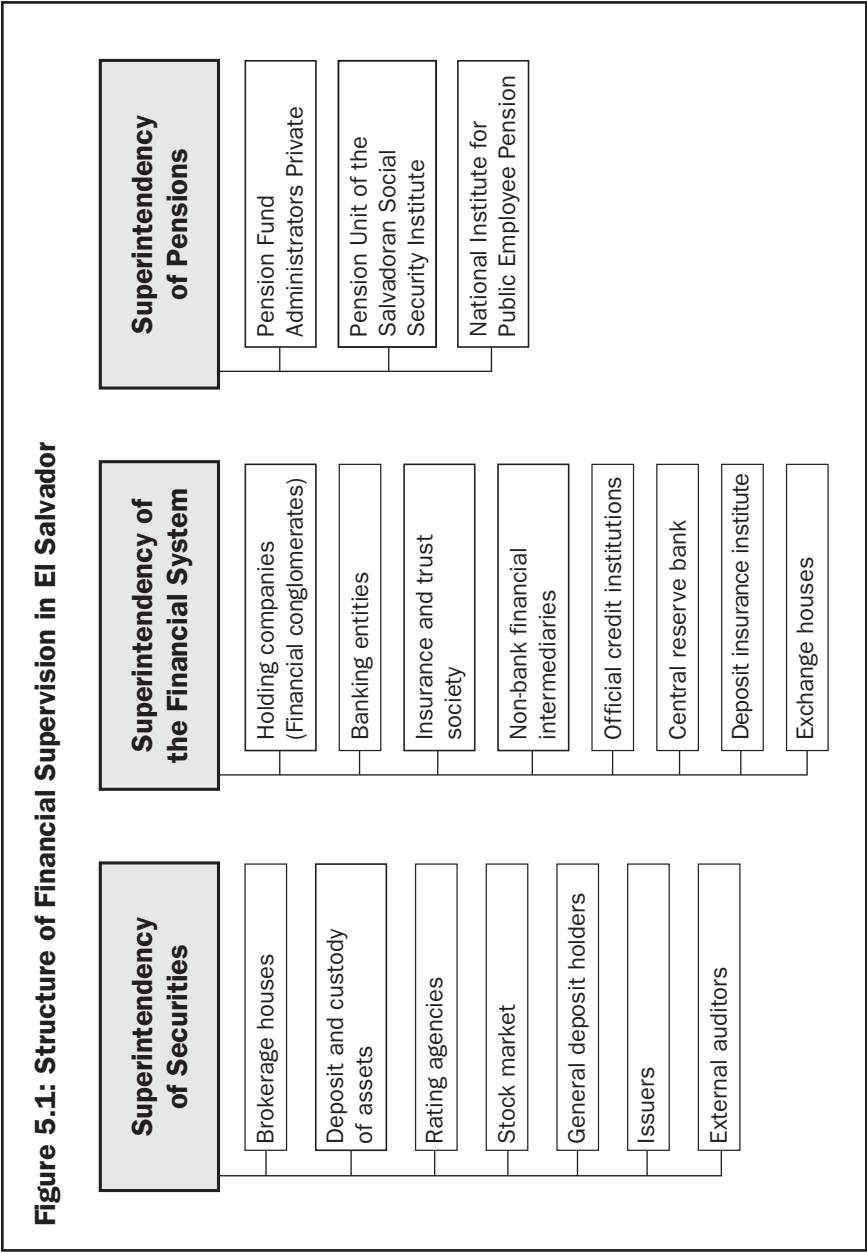 Figure 5.1: Structure of Financial Supervision in El Salvador
Superintendency
of Securities
Brokerage houses
Deposit and custody
of assets
Rating agencies
Stock market
General deposit holders
Issuers
External auditors
Superintendency of
the Financial System
Holding companies
(Financial conglomerates)
Banking entities
Insurance and trust
society
Non-bank financial
intermediaries
Official credit institutions
Central reserve bank
Deposit insurance institute
Exchange houses
Superintendency
of Pensions
Pension Fund
Administrators Private
Pension Unit of the
Salvadoran Social
Security Institute
National Institute for
Public Employee Pension